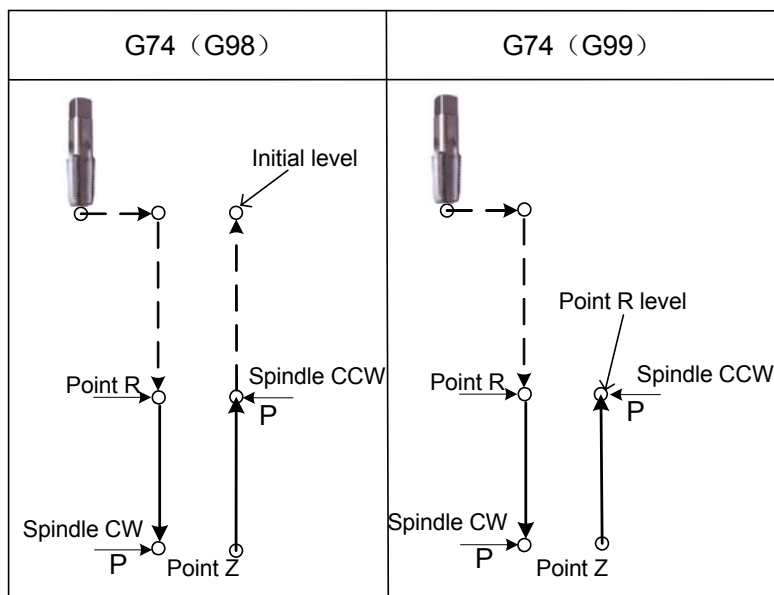 G74（G98）
G74（G99）
Initial level
Point R
Spindle CCW
P
Spindle CW
P
Point Z
Point R level
Point R
Spindle CCW
P
Spindle CW
P
Point Z